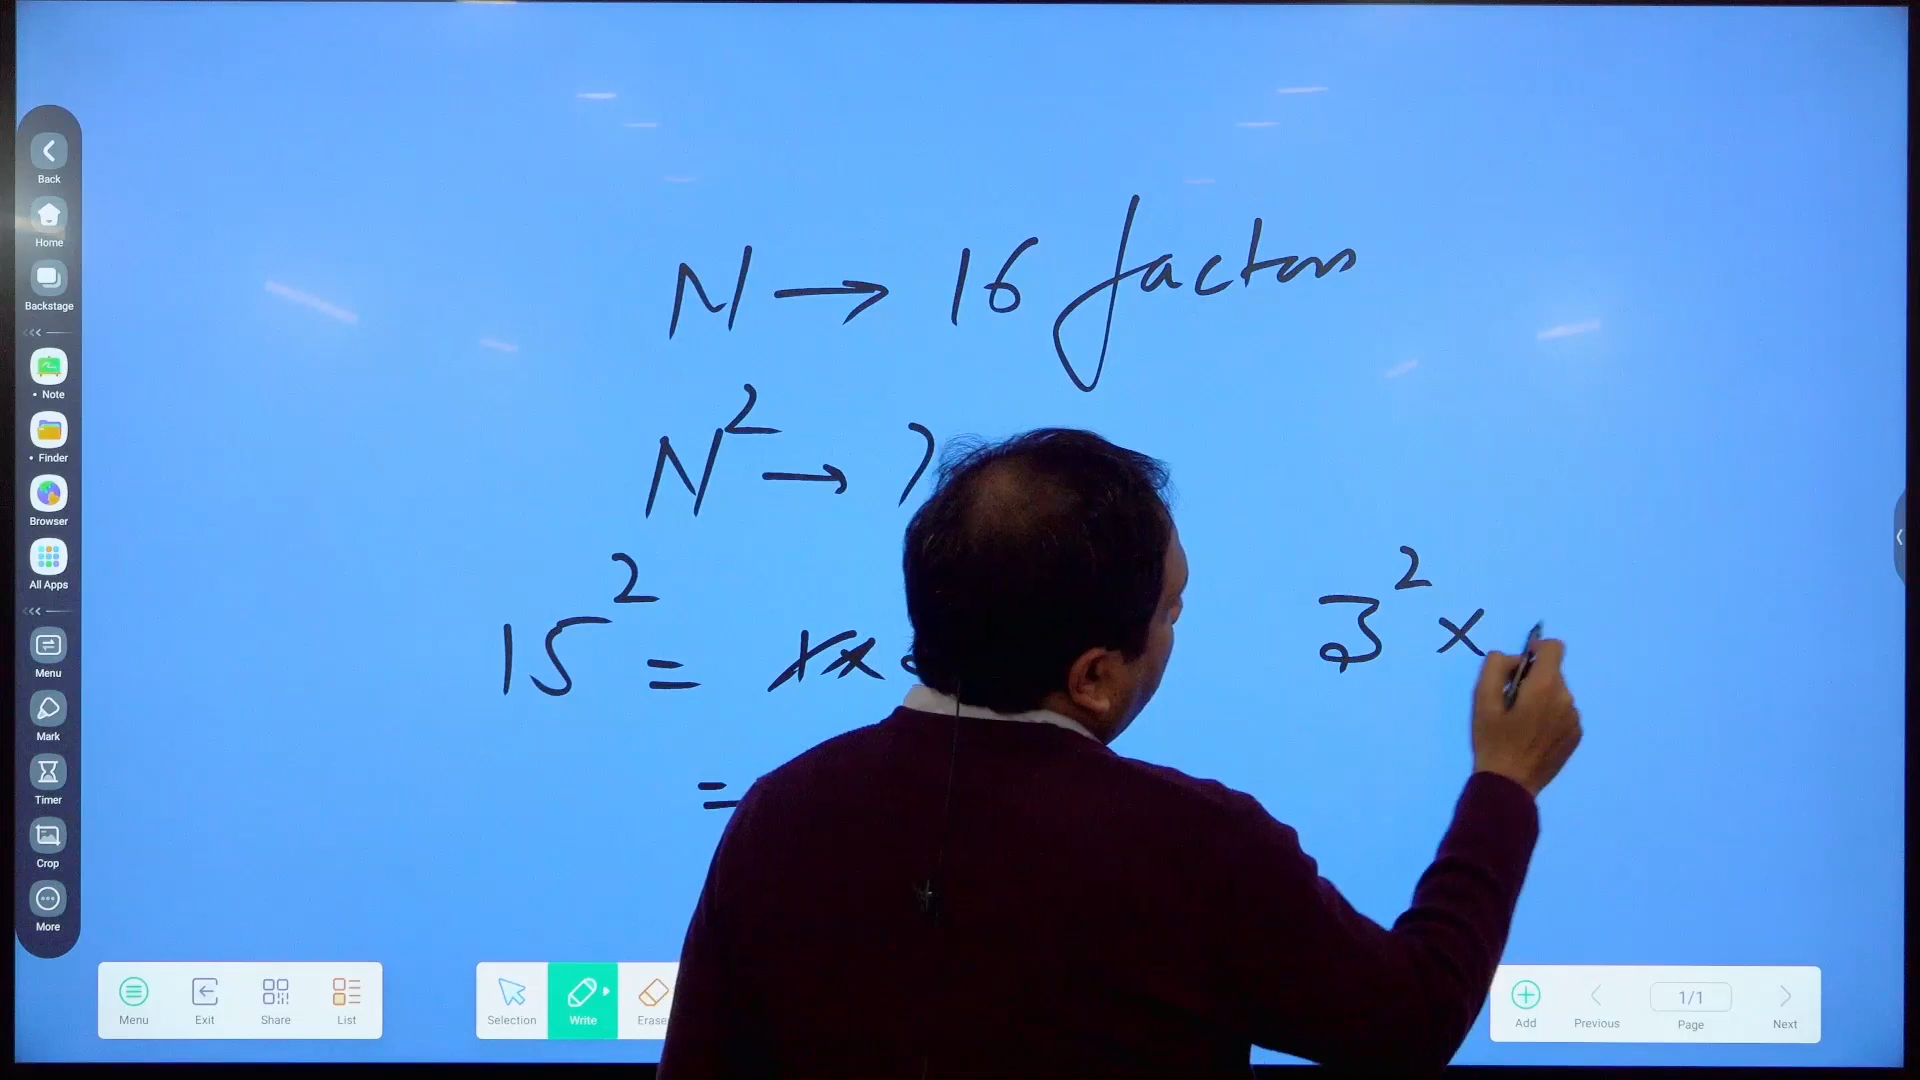 N → 16 factors
N² → ?
15² =
3² ×
=
Back
Home
Backstage
Note
Finder
Browser
All Apps
Menu
Mark
Timer
Crop
More
Menu Exit Share List
Selection Write Erase
Add Previous 1/1 Page Next